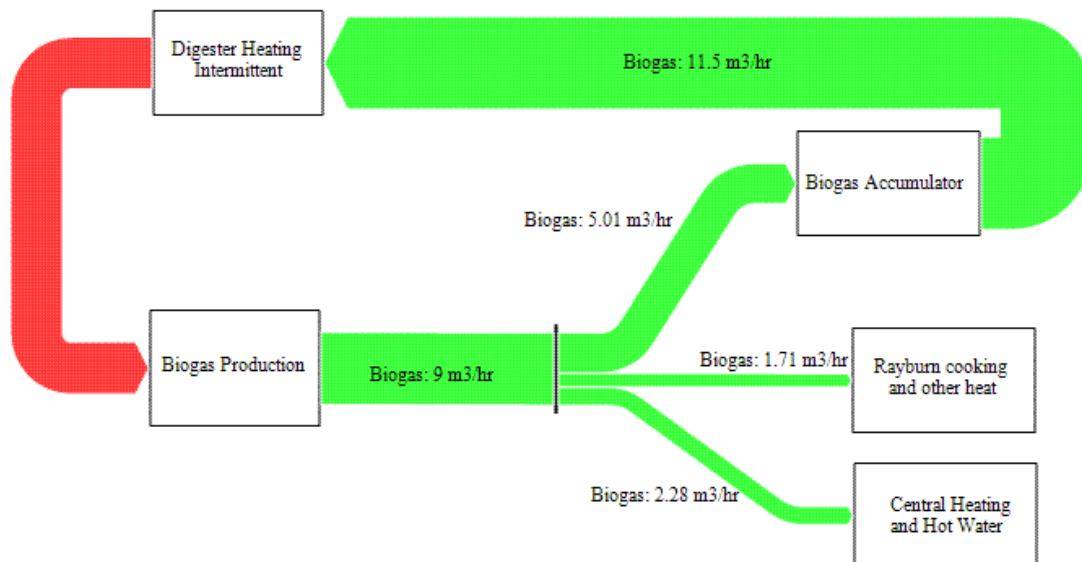 Digester Heating
Intermittent
Biogas: 11.5 m3/hr
Biogas Accumulator
Biogas: 5.01 m3/hr
Biogas Production
Biogas: 9 m3/hr
Biogas: 1.71 m3/hr
Rayburn cooking
and other heat
Biogas: 2.28 m3/hr
Central Heating
and Hot Water